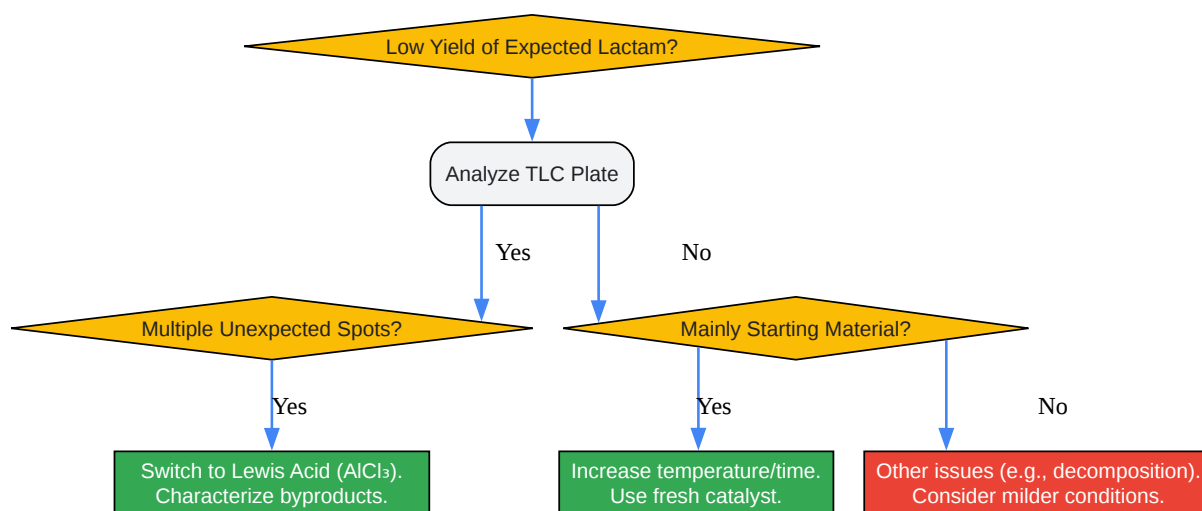 Low Yield of Expected Lactam?
Analyze TLC Plate
Yes
No
Multiple Unexpected Spots?
Mainly Starting Material?
Yes
Yes
No
Switch to Lewis Acid (AlCl₃).
Characterize byproducts.
Increase temperature/time.
Use fresh catalyst.
Other issues (e.g., decomposition).
Consider milder conditions.